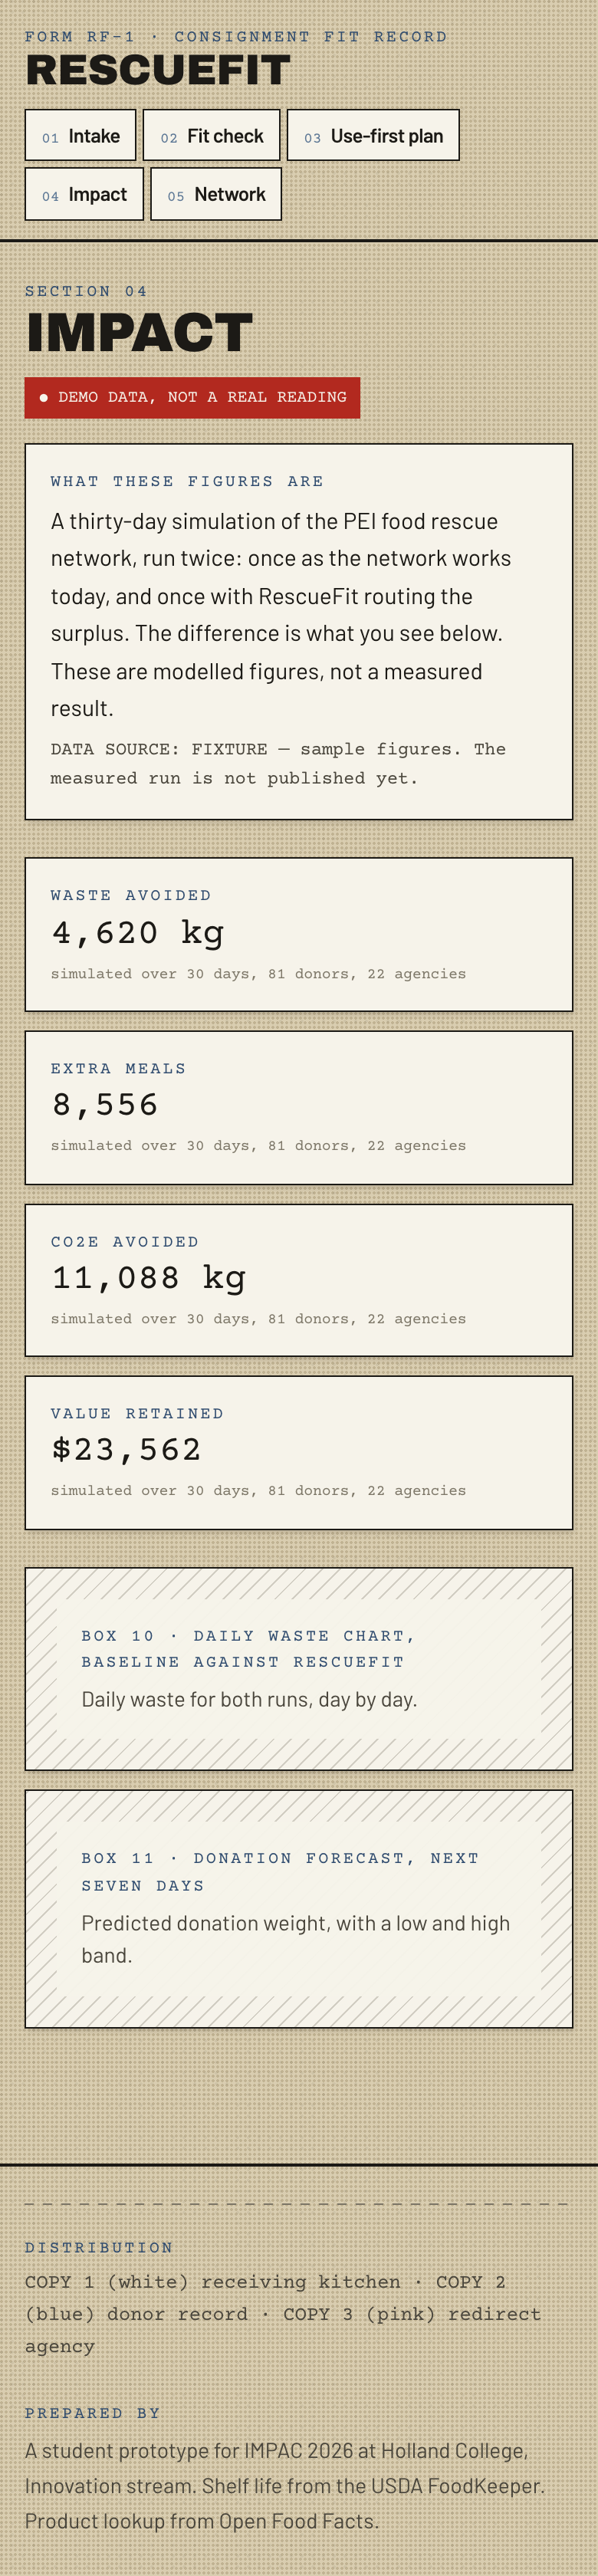 FORM RF-1 · CONSIGNMENT FIT RECORD
RESCUEFIT
01 Intake
02 Fit check
03 Use-first plan
04 Impact
05 Network
SECTION 04
IMPACT
● DEMO DATA, NOT A REAL READING
WHAT THESE FIGURES ARE
A thirty-day simulation of the PEI food rescue
network, run twice: once as the network works
today, and once with RescueFit routing the
surplus. The difference is what you see below.
These are modelled figures, not a measured
result.
DATA SOURCE: FIXTURE — sample figures. The
measured run is not published yet.
WASTE AVOIDED
4,620 kg
simulated over 30 days, 81 donors, 22 agencies
EXTRA MEALS
8,556
simulated over 30 days, 81 donors, 22 agencies
CO2E AVOIDED
11,088 kg
simulated over 30 days, 81 donors, 22 agencies
VALUE RETAINED
$23,562
simulated over 30 days, 81 donors, 22 agencies
BOX 10 · DAILY WASTE CHART,
BASELINE AGAINST RESCUEFIT
Daily waste for both runs, day by day.
BOX 11 · DONATION FORECAST, NEXT
SEVEN DAYS
Predicted donation weight, with a low and high
band.
DISTRIBUTION
COPY 1 (white) receiving kitchen · COPY 2
(blue) donor record · COPY 3 (pink) redirect
agency
PREPARED BY
A student prototype for IMPAC 2026 at Holland College,
Innovation stream. Shelf life from the USDA FoodKeeper.
Product lookup from Open Food Facts.